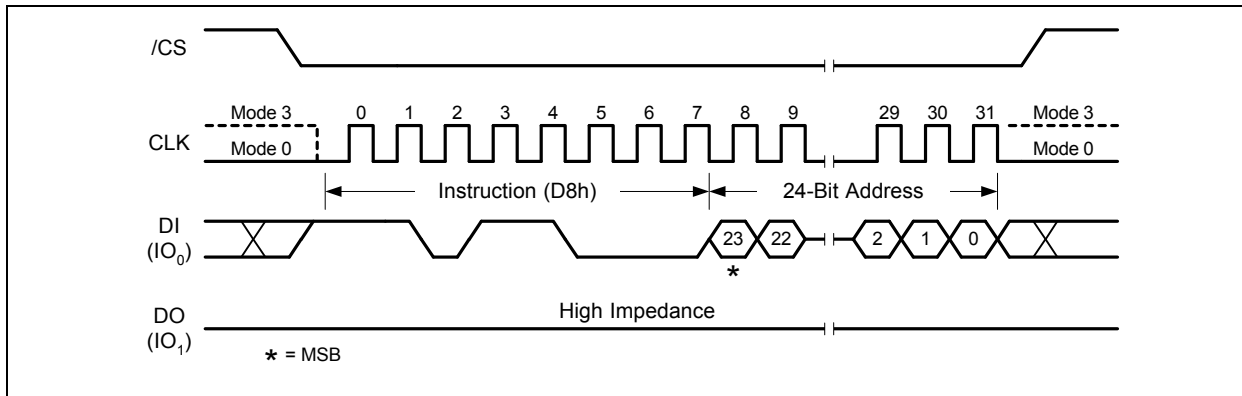 /CS
Mode 3 0 1 2 3 4 5 6 7 8 9 29 30 31 Mode 3
CLK
Mode 0 Mode 0
Instruction (D8h) 24-Bit Address
DI
(IO0)
23 22 2 1 0
*
High Impedance
DO
(IO1)
* = MSB